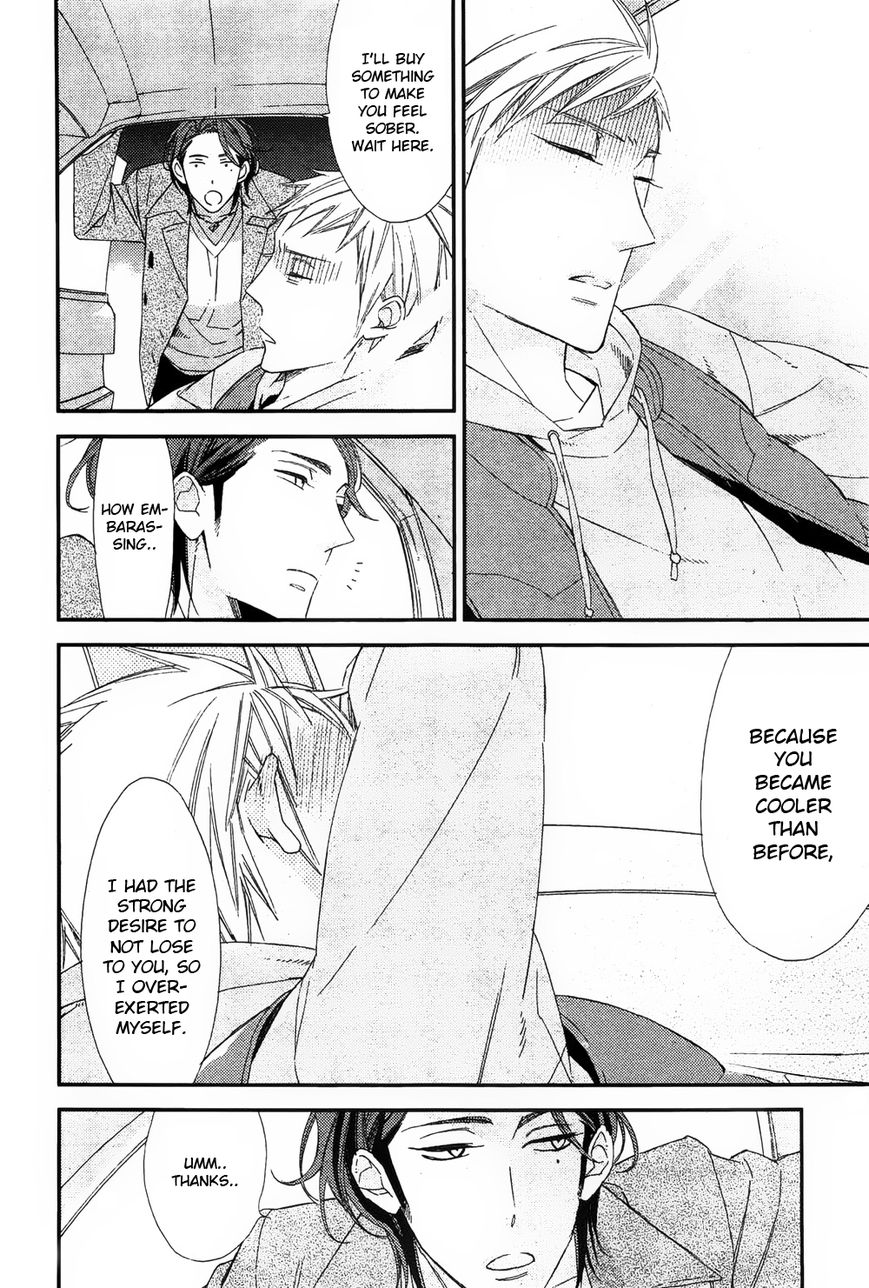 I'LL BUY
SOMETHING
TO MAKE
YOU FEEL
SOBER.
WAIT HERE.
HOW EM-
BARAS-
SING..
BECAUSE
YOU
BECAME
COOLER
THAN
BEFORE,
I HAD THE
STRONG
DESIRE TO
NOT LOSE
TO YOU, SO
I OVER-
EXERTED
MYSELF.
UMM..
THANKS..